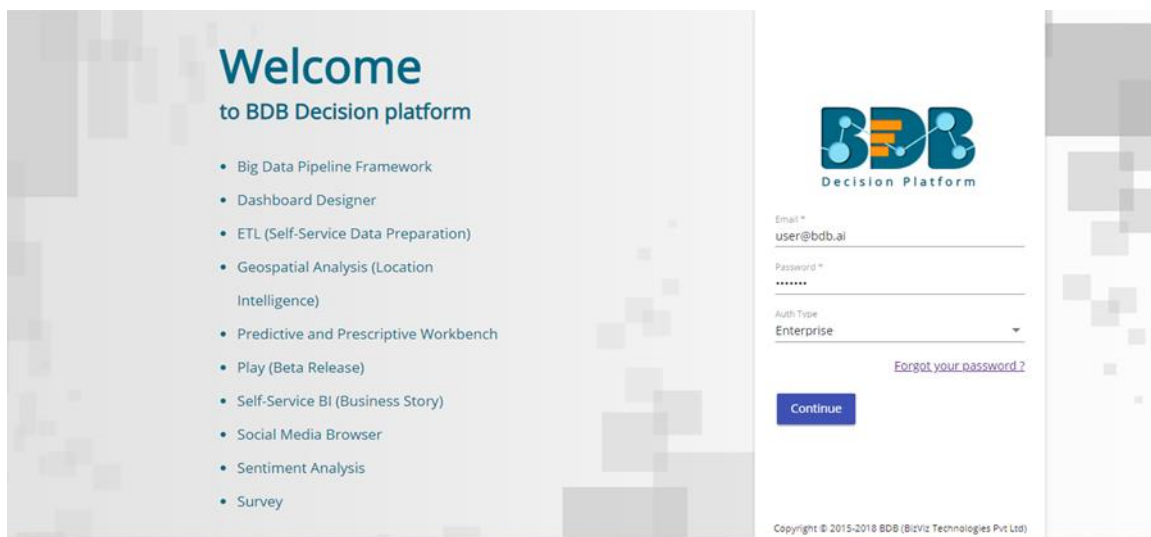 Welcome
to BDB Decision platform
Big Data Pipeline Framework
Dashboard Designer
ETL (Self-Service Data Preparation)
Geospatial Analysis (Location
Intelligence)
Predictive and Prescriptive Workbench
Play (Beta Release)
Self-Service BI (Business Story)
Social Media Browser
Sentiment Analysis
Survey
BDB
Decision Platform
Email *
user@bdb.ai
Password *
•••••••
Auth Type
Enterprise
Forgot your password ?
Continue
Copyright © 2015-2018 BDB (BizViz Technologies Pvt Ltd)